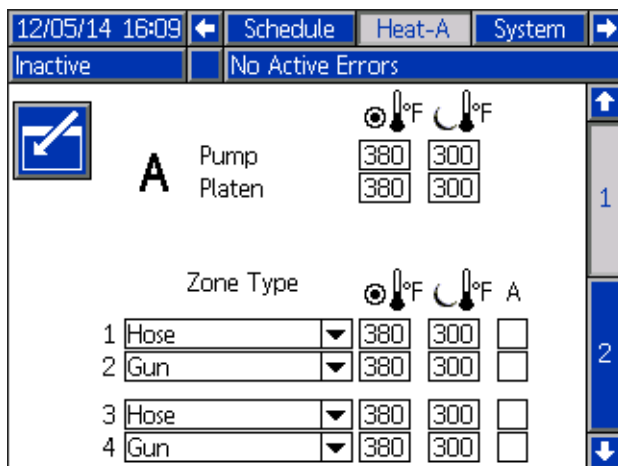 12/05/14 16:09 Schedule Heat-A System
Inactive No Active Errors
°F °F
A
Pump 380 300
Platen 380 300
1
Zone Type °F °F A
1 Hose 380 300
2 Gun 380 300
2
3 Hose 380 300
4 Gun 380 300